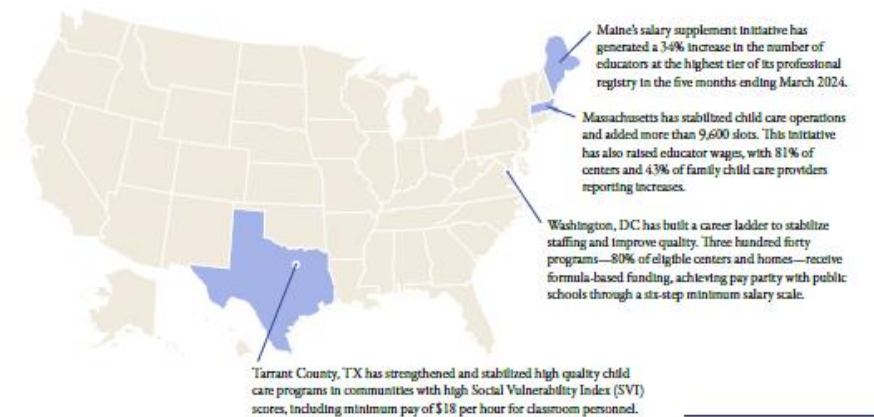 Maine's salary supplement initiative has
generated a 34% increase in the number of
educators at the highest tier of its professional
registry in the five months ending March 2024.
Massachusetts has stabilized child care operations
and added more than 9,600 slots. This initiative
has also raised educator wages, with 81% of
centers and 43% of family child care providers
reporting increases.
Washington, DC has built a career ladder to stabilize
staffing and improve quality. Three hundred forty
programs—80% of eligible centers and homes—receive
formula-based funding, achieving pay parity with public
schools through a six-step minimum salary scale.
Tarrant County, TX has strengthened and stabilized high quality child
care programs in communities with high Social Vulnerability Index (SVI)
scores, including minimum pay of $18 per hour for classroom personnel.